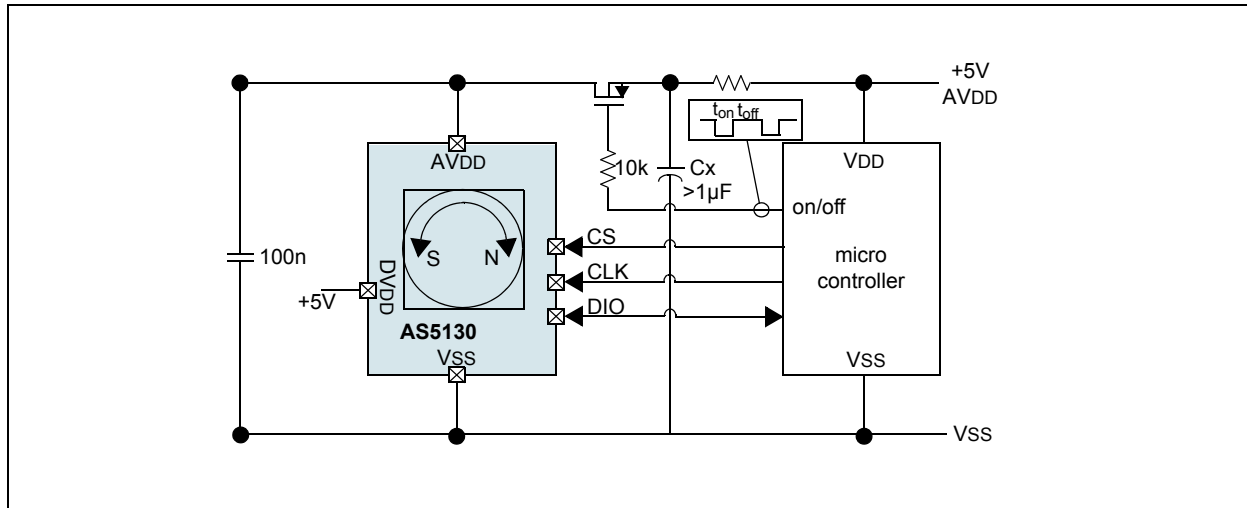 +5V
AVDD
ton toff
AVDD
VDD
10k
Cx
>1µF
on/off
CS
S
N
micro
controller
100n
CLK
DVDD
+5V
DIO
AS5130
VSS
VSS
VSS